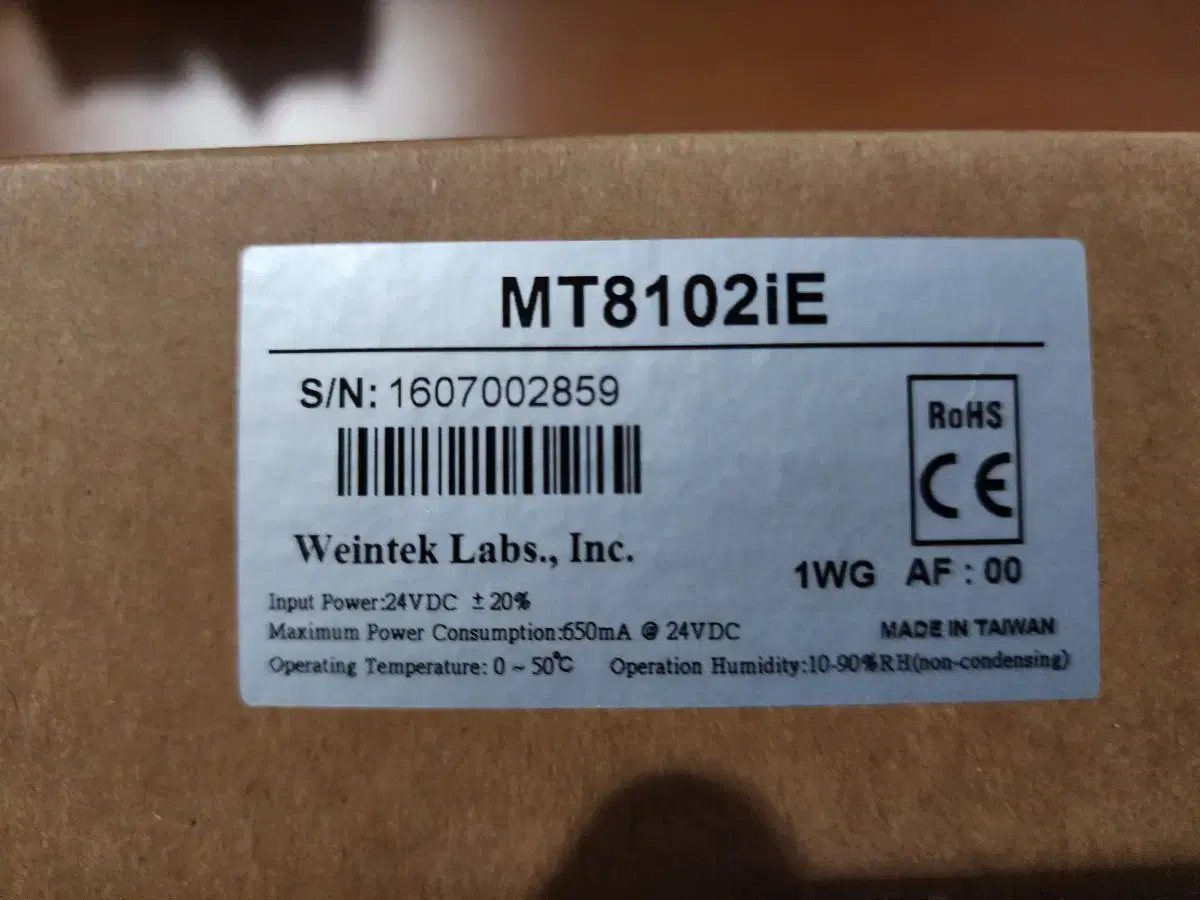 MT8102iE
S/N: 1607002859
RoHS
CE
Weintek Labs., Inc.
1WG AF : 00
Input Power:24VDC ±20%
Maximum Power Consumption:650mA @ 24VDC
MADE IN TAIWAN
Operating Temperature: 0 ~ 50℃ Operation Humidity:10-90%RH(non-condensing)